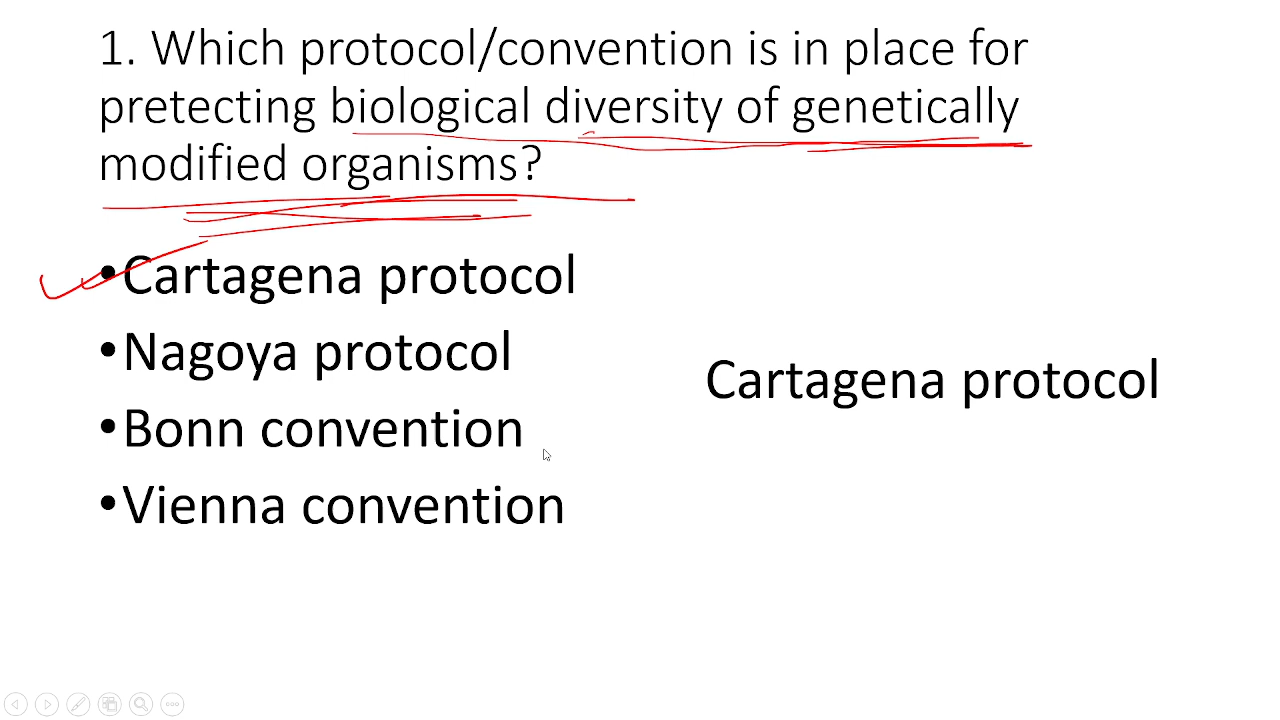 1. Which protocol/convention is in place for
pretecting biological diversity of genetically
modified organisms?
•Cartagena protocol
•Nagoya protocol
•Bonn convention
•Vienna convention
Cartagena protocol